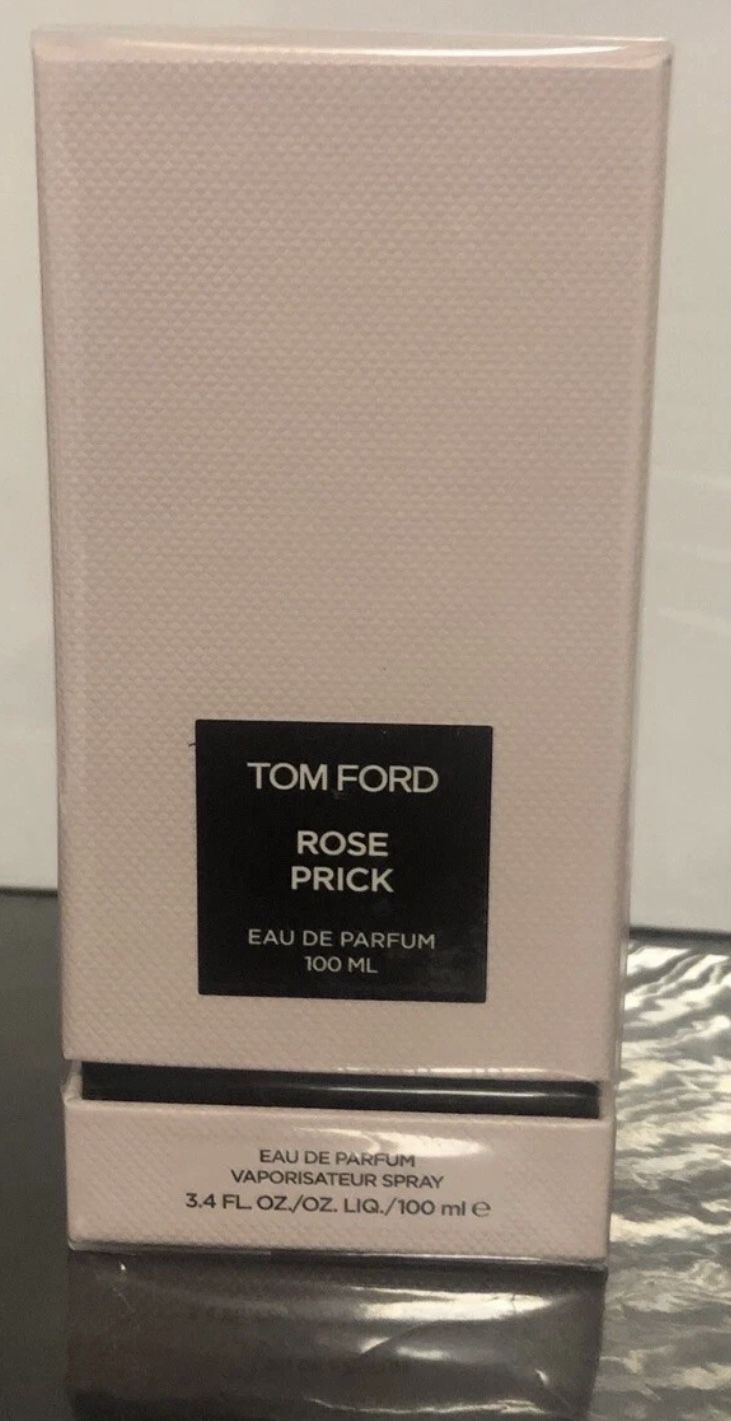 TOM FORD
ROSE
PRICK
EAU DE PARFUM
100 ML
EAU DE PARFUM
VAPORISATEUR SPRAY
3.4 FL. OZ./OZ. LIQ./100 ml ℮